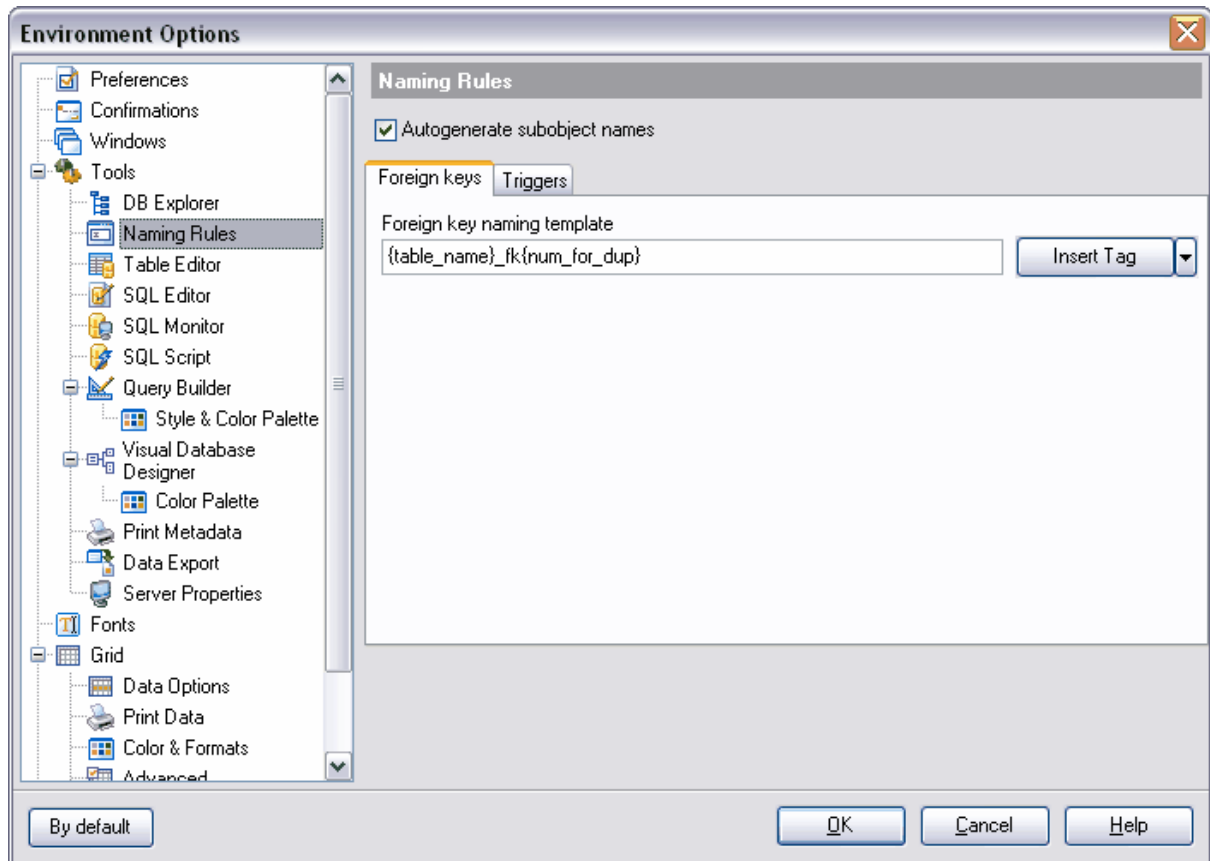 Environment Options
Preferences
Confirmations
Windows
Tools
DB Explorer
Naming Rules
Table Editor
SQL Editor
SQL Monitor
SQL Script
Query Builder
Style & Color Palette
Visual Database
Designer
Color Palette
Print Metadata
Data Export
Server Properties
Fonts
Grid
Data Options
Print Data
Color & Formats
Advanced
Naming Rules
Autogenerate subobject names
Foreign keys
Triggers
Foreign key naming template
{table_name}_fk{num_for_dup}
Insert Tag
By default
OK
Cancel
Help